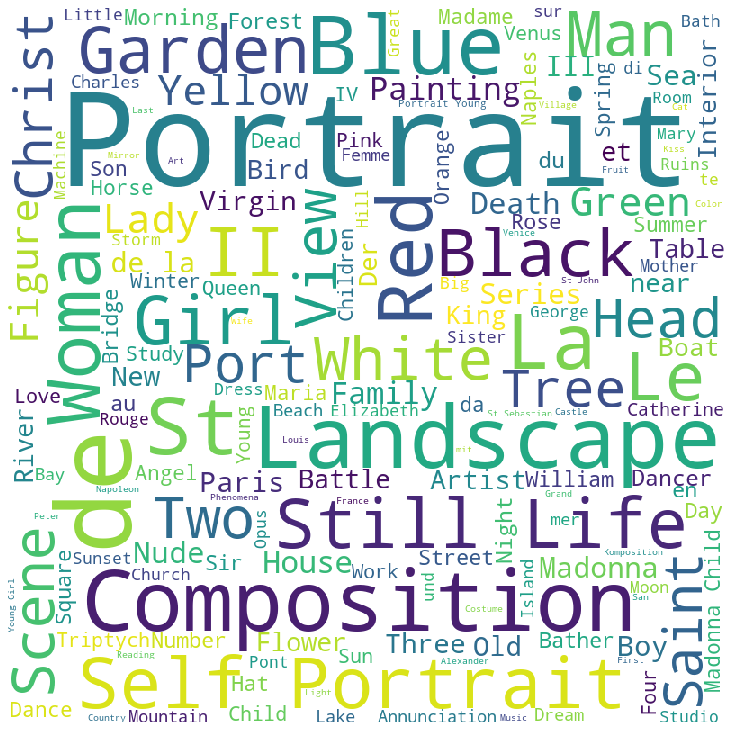 Little
Morning
Forest
Great
Madame
sur
Bath
Christ
Garden
Blue
Venus
Man
Charles
Yellow
IV
Painting
III
di
Sea
Naples
Spring
Interior
Portrait Young
Village
Room
Cat
Last
Portrait
Machine
Mirror
Art
Dead
Pink
Femme
Orange
du
et
Mary
Kiss
Ruins
te
Son
Horse
Bird
Fruit
Color
Virgin
Red
Death
Green
Figure
Woman
Lady
II
View
Hill
Rose
Summer
Venice
Storm
de la
Der
Black
Table
Children
Winter
Queen
Big
Series
near
Mother
St John
Bridge
Girl
King
George
La
Head
Wife
Sister
Study
Port
White
Tree
Boat
Le
New
Dress
Maria
Family
Love
au
Rouge
St
Young
Beach
Elizabeth
da
St Sebastian
Castle
Catherine
River
de
Landscape
Louis
Bay
Angel
Paris
Battle
Artist
William
Dancer
en
Napoleon
Phenomena
France
Gnand
Day
Peter
Two
Still Life
Scene
Opus
Night
mer
Sunset
Nude
Sir
House
Street
Komposition
Square
Church
Work
und
Island
Madonna
Moon
Madonna Child
Young Girl
Composition
Costume
San
Triptych
Number
Flower
Three
Old
Bather
Boy
First
Saint
Reading
Pont
Sun
Alexander
Self Portrait
Hat
Light
Four
Dance
Country
Mountain
Child
Lake
Annunciation
Music
Dream
Studio